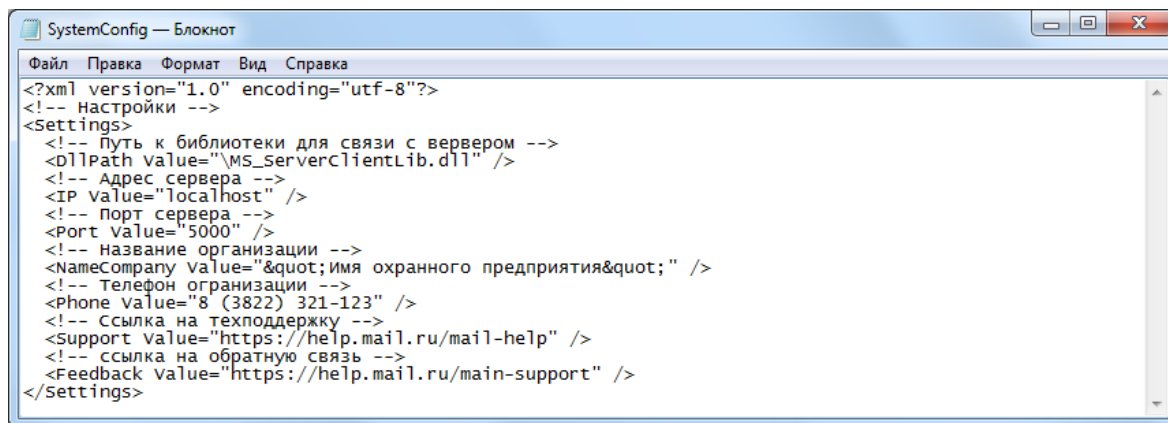 SystemConfig — Блокнот
Файл Правка Формат Вид Справка
<?xml version="1.0" encoding="utf-8"?>
<!-- Настройки -->
<Settings>
<!-- Путь к библиотеки для связи с вервером -->
<DllPath Value="\MS_ServerClientLib.dll" />
<!-- Адрес сервера -->
<IP Value="localhost" />
<!-- Порт сервера -->
<Port Value="5000" />
<!-- Название организации -->
<NameCompany Value="&quot;Имя охранного предприятия&quot;" />
<!-- Телефон огранизации -->
<Phone Value="8 (3822) 321-123" />
<!-- Ссылка на техподдержку -->
<Support Value="https://help.mail.ru/mail-help" />
<!-- ссылка на обратную связь -->
<Feedback Value="https://help.mail.ru/main-support" />
</Settings>